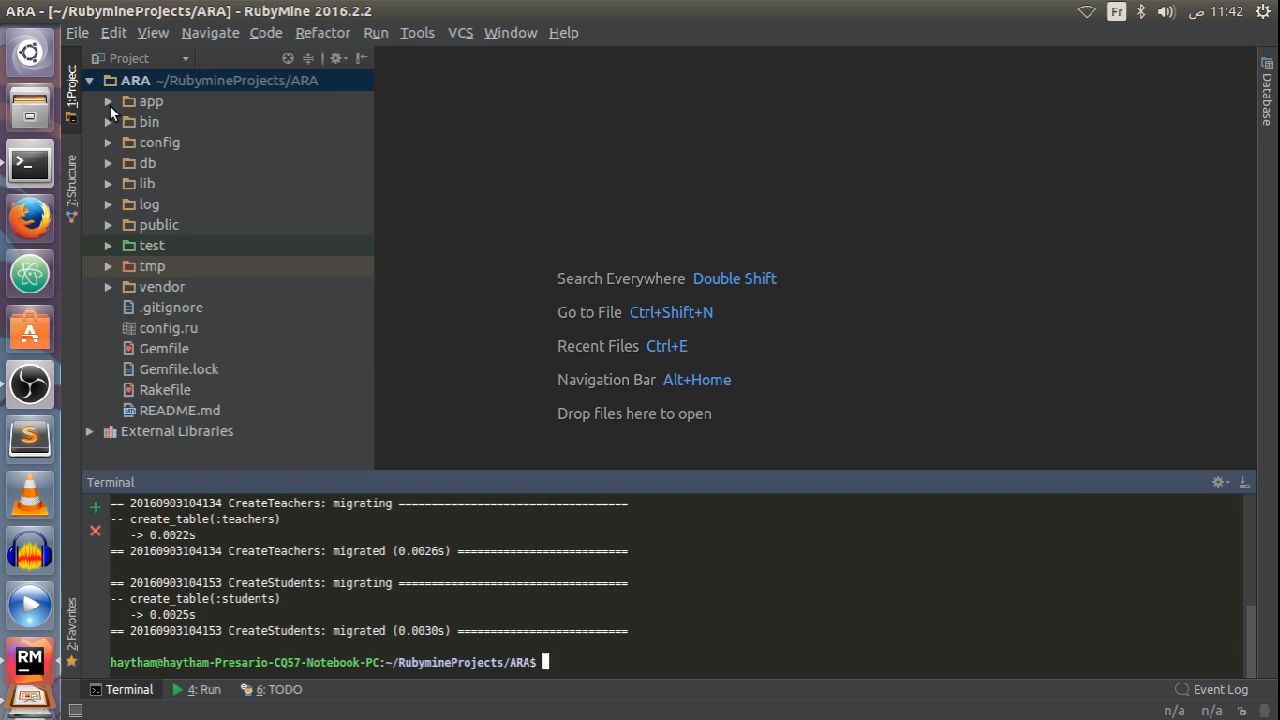 ARA - [~/RubymineProjects/ARA] - RubyMine 2016.2.2
Fr
ص 11:42
File Edit View Navigate Code Refactor Run Tools VCS Window Help
Project
1:Project
7:Structure
2:Favorites
Database
ARA ~/RubymineProjects/ARA
app
bin
config
db
lib
log
public
test
tmp
vendor
.gitignore
config.ru
Gemfile
Gemfile.lock
Rakefile
README.md
External Libraries
Search Everywhere Double Shift
Go to File Ctrl+Shift+N
Recent Files Ctrl+E
Navigation Bar Alt+Home
Drop files here to open
Terminal
== 20160903104134 CreateTeachers: migrating ===================================
-- create_table(:teachers)
-> 0.0022s
== 20160903104134 CreateTeachers: migrated (0.0026s) ==========================
== 20160903104153 CreateStudents: migrating ===================================
-- create_table(:students)
-> 0.0025s
== 20160903104153 CreateStudents: migrated (0.0030s) ==========================
haytham@haytham-Presario-CQ57-Notebook-PC:~/RubymineProjects/ARA$
RM
Terminal 4: Run 6: TODO Event Log
n/a n/a